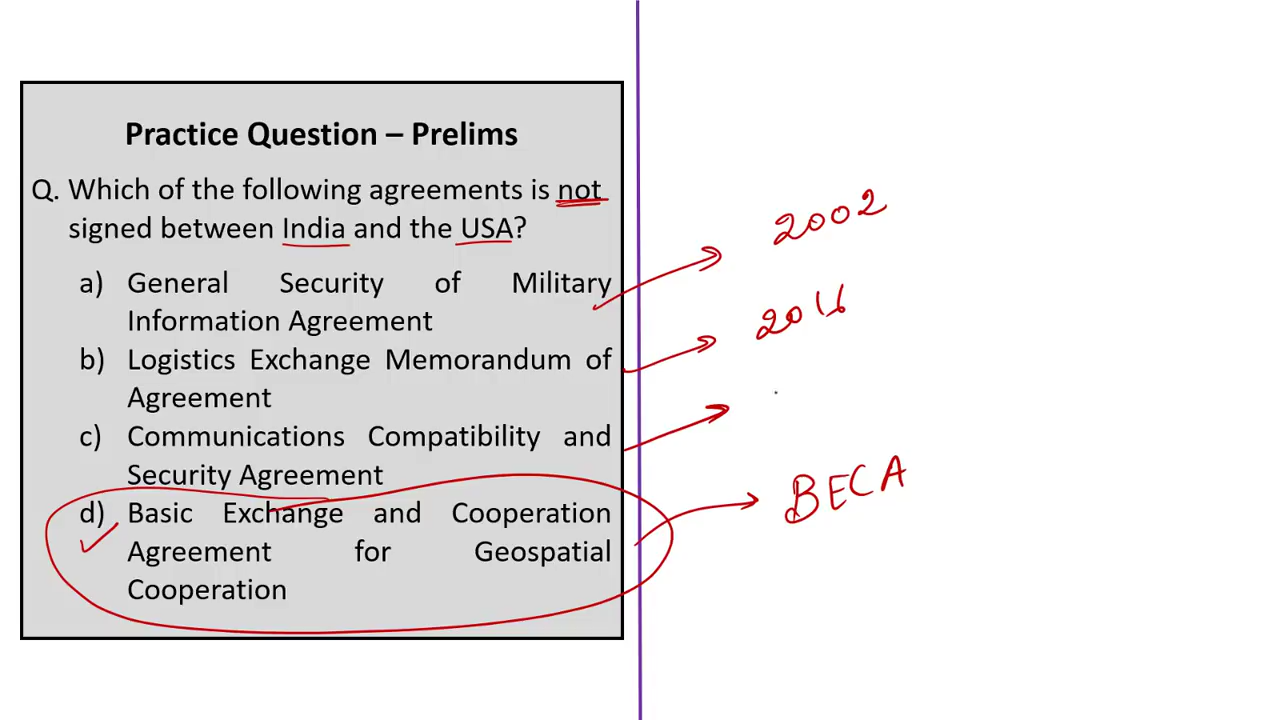 Practice Question – Prelims
Q. Which of the following agreements is not
signed between India and the USA?
a) General Security of Military
Information Agreement
b) Logistics Exchange Memorandum of
Agreement
c) Communications Compatibility and
Security Agreement
d) Basic Exchange and Cooperation
Agreement for Geospatial
Cooperation
2002
2016
BECA